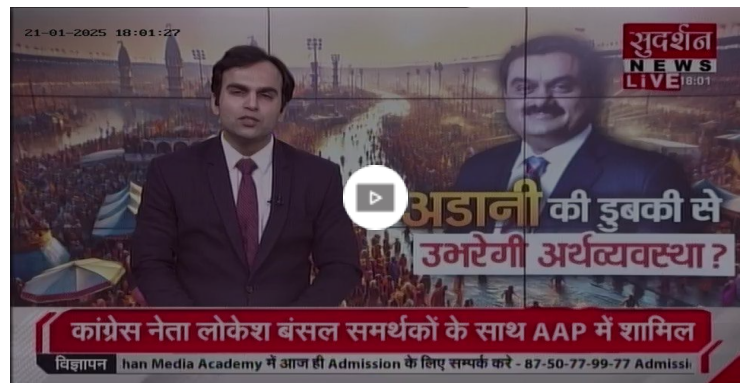 21-01-2025 18:01:27
सुदर्शन
NEWS
LiVE 18:01
अडानी की डुबकी से
उभरेगी अर्थव्यवस्था?
कांग्रेस नेता लोकेश बंसल समर्थकों के साथ AAP में शामिल
विज्ञापन han Media Academy में आज ही Admission के लिए सम्पर्क करे - 87-50-77-99-77 Admissi